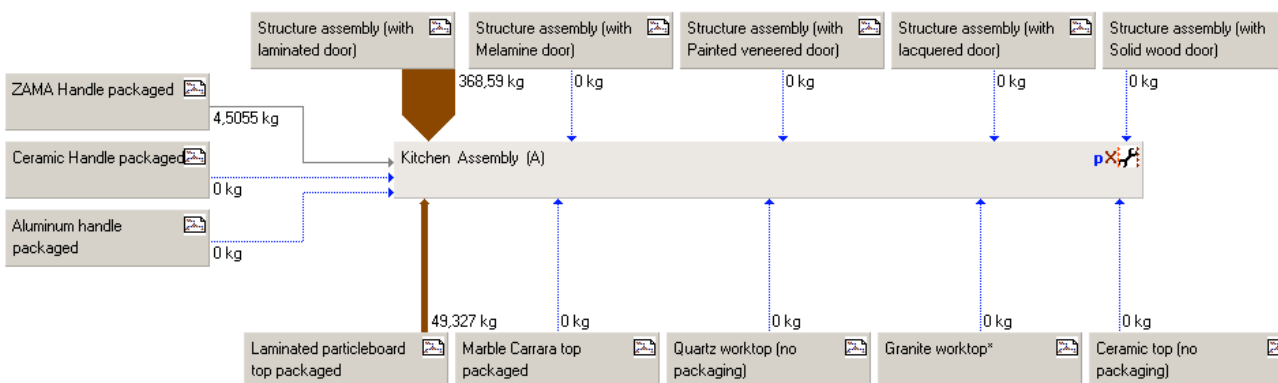 Structure assembly (with
laminated door)
Structure assembly (with
Melamine door)
Structure assembly (with
Painted veneered door)
Structure assembly (with
lacquered door)
Structure assembly (with
Solid wood door)
368,59 kg
0 kg
0 kg
0 kg
0 kg
ZAMA Handle packaged
4,5055 kg
Ceramic Handle packaged
0 kg
Aluminum handle
packaged
0 kg
Kitchen Assembly (A)
pX
49,327 kg
0 kg
0 kg
0 kg
0 kg
Laminated particleboard
top packaged
Marble Carrara top
packaged
Quartz worktop (no
packaging)
Granite worktop*
Ceramic top (no
packaging)